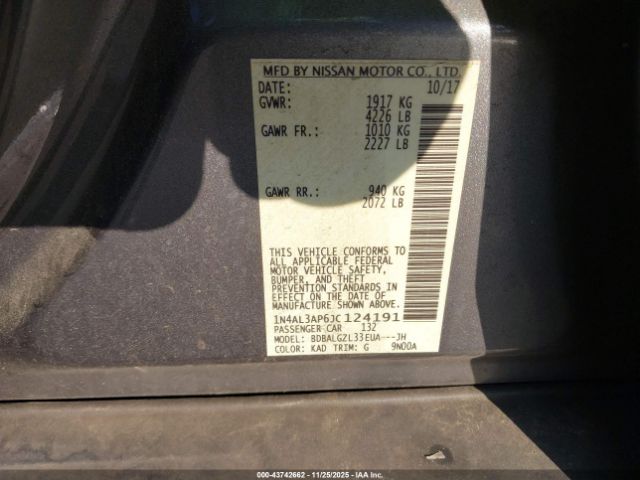 MFD BY NISSAN MOTOR CO., LTD.
DATE: 10/17
GVWR: 1917 KG
4226 LB
GAWR FR.: 1010 KG
2227 LB
GAWR RR.: 940 KG
2072 LB
THIS VEHICLE CONFORMS TO
ALL APPLICABLE FEDERAL
MOTOR VEHICLE SAFETY,
BUMPER, AND THEFT
PREVENTION STANDARDS IN
EFFECT ON THE DATE OF
MANUFACTURE SHOWN ABOVE.
1N4AL3AP6JC124191
PASSENGER CAR 132
MODEL: BDBALGZL33EUA---JH
COLOR: KAD TRIM: G 9N00A
000-43742662 | 11/25/2025 | IAA, Inc.